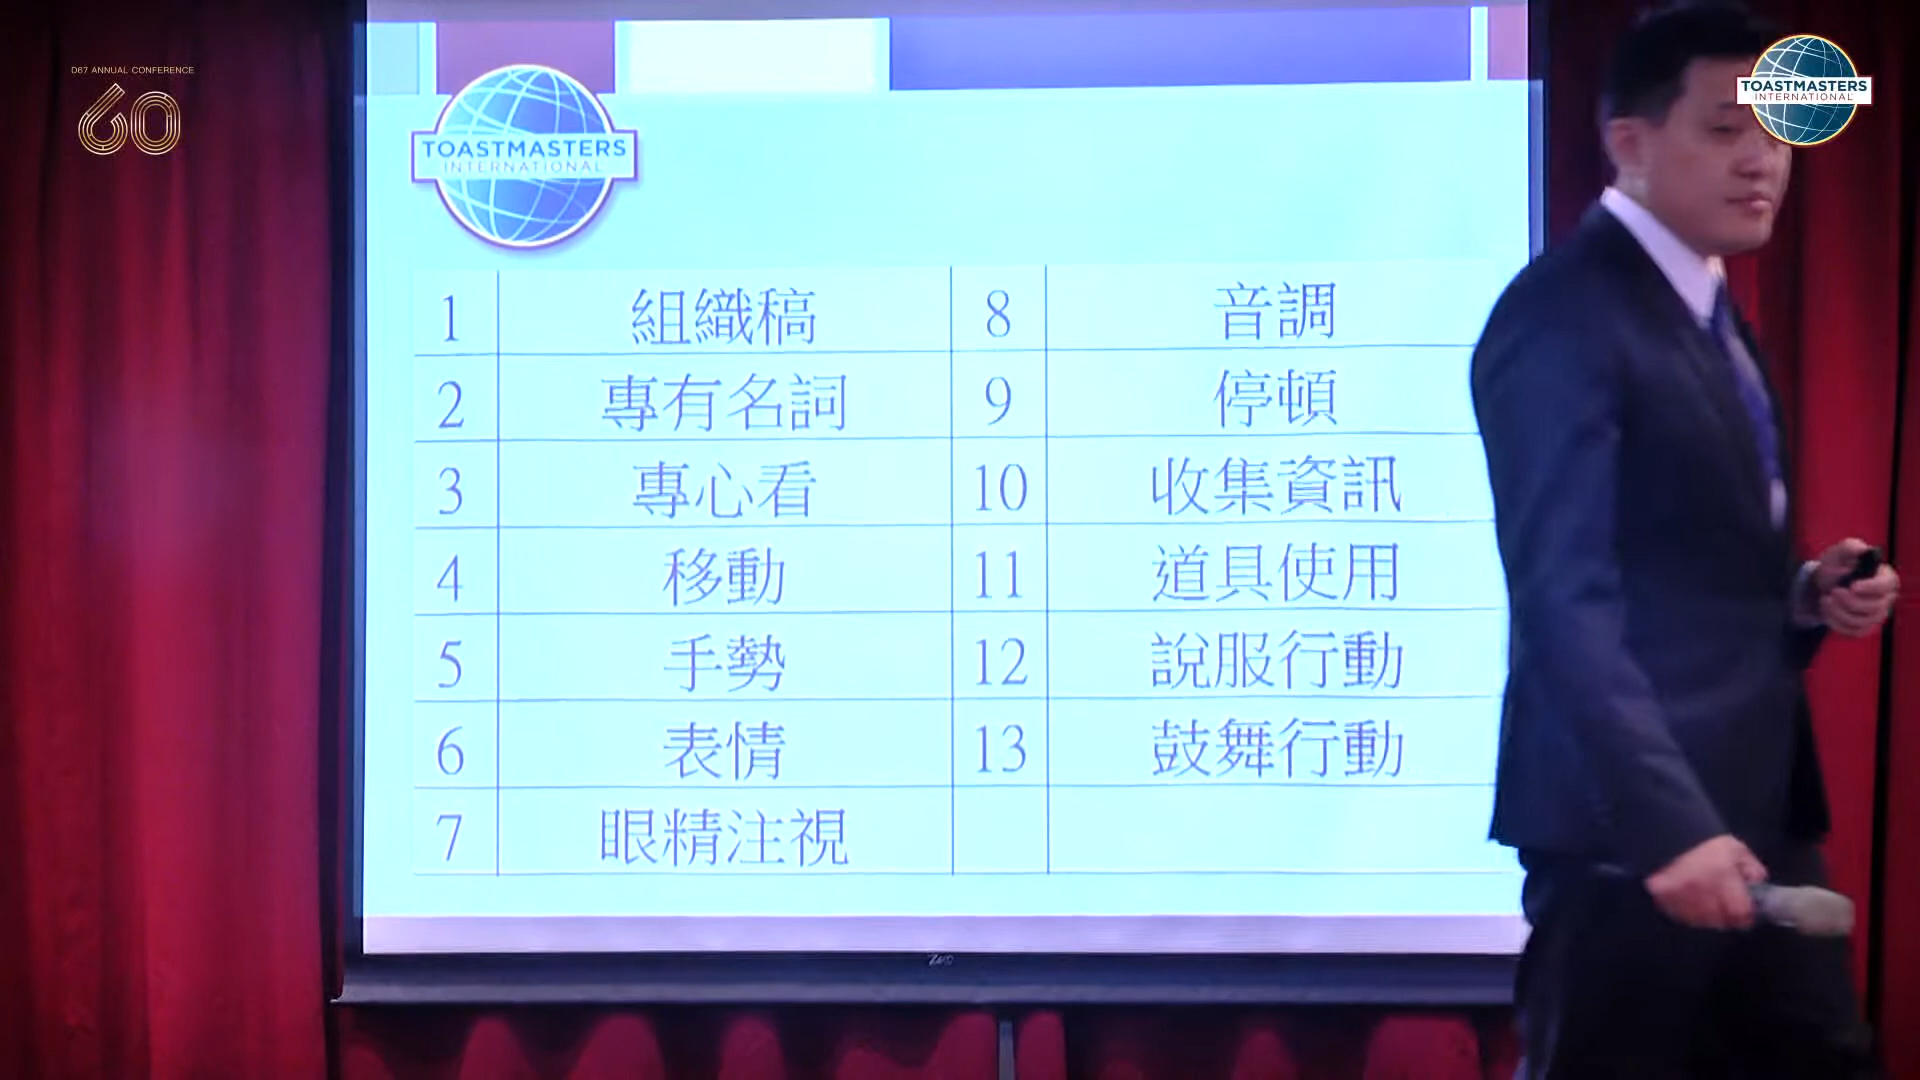 D67 ANNUAL CONFERENCE
60
TOASTMASTERS
INTERNATIONAL
TOASTMASTERS
INTERNATIONAL
1 組織稿 8 音調
2 專有名詞 9 停頓
3 專心看 10 收集資訊
4 移動 11 道具使用
5 手勢 12 說服行動
6 表情 13 鼓舞行動
7 眼精注視